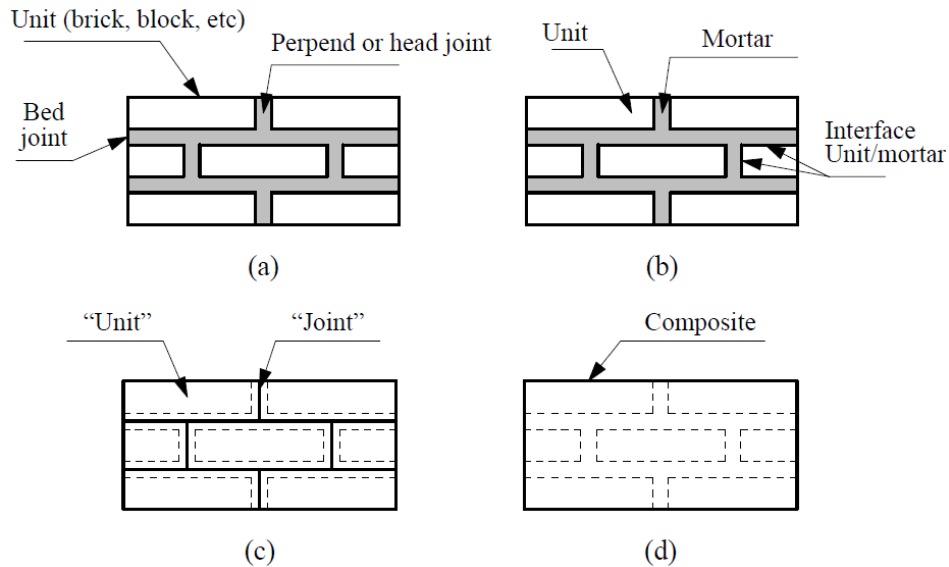 Unit (brick, block, etc)
Perpend or head joint
Bed
joint
(a)
Unit
Mortar
Interface
Unit/mortar
(b)
“Unit”
“Joint”
(c)
Composite
(d)